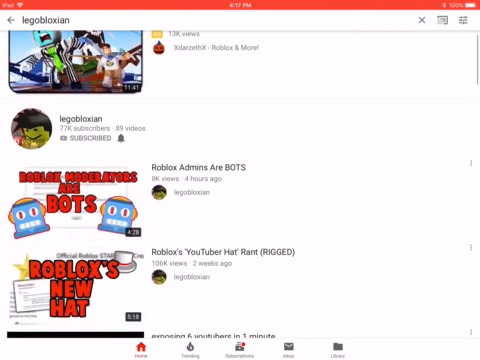 iPad
4:17 PM
100%
legobloxian
13K views
XdarzethX - Roblox & More!
11:41
legobloxian
77K subscribers · 89 videos
SUBSCRIBED
ROBLOX MODERATORS
ARE
BOTS
4:28
Roblox Admins Are BOTS
8K views · 4 hours ago
legobloxian
Official Roblox STAR
ROBLOX'S
NEW
HAT
5:18
Roblox's 'YouTuber Hat' Rant (RIGGED)
106K views · 2 weeks ago
legobloxian
exposing 6 youtubers in 1 minute
Home
Trending
Subscriptions
Inbox
Library